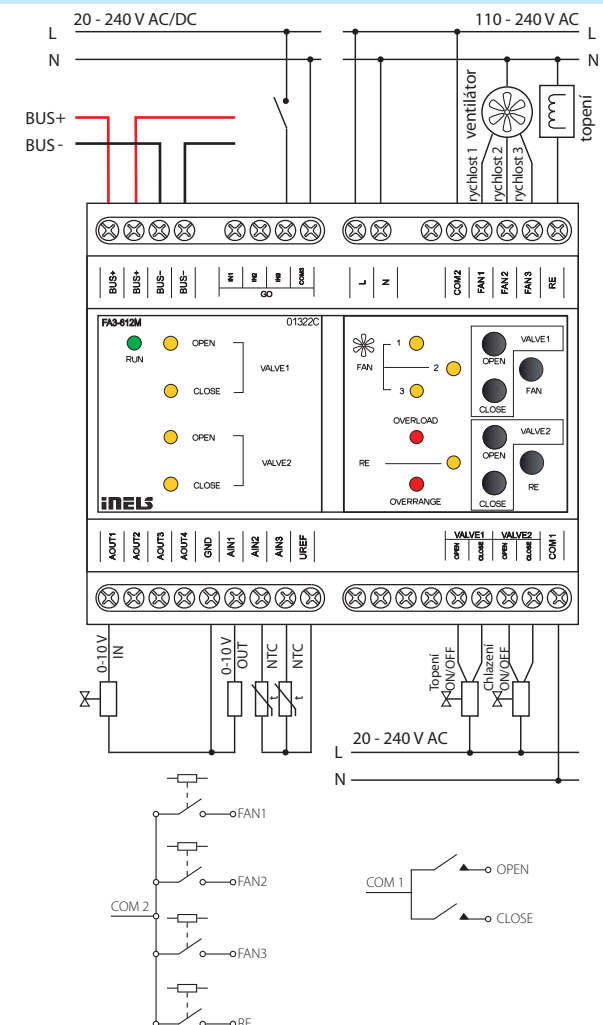 20 - 240 V AC/DC
110 - 240 V AC
L
L
N
N
BUS+
BUS -
rychlost 1
ventilátor
rychlost 2
rychlost 3
topení
BUS+
BUS+
BUS−
BUS−
IN1
IN2
IN3
COM3
GO
L
N
COM2
FAN1
FAN2
FAN3
RE
FA3-612M
01322C
RUN
OPEN
CLOSE
VALVE1
OPEN
CLOSE
VALVE2
iNELS
FAN
1
2
3
OVERLOAD
RE
OVERRANGE
VALVE1
OPEN
CLOSE
FAN
VALVE2
OPEN
CLOSE
RE
AOUT1
AOUT2
AOUT3
AOUT4
GND
AIN1
AIN2
AIN3
UREF
VALVE1
VALVE2
OPEN
CLOSE
OPEN
CLOSE
COM1
0-10 V
IN
0-10 V
OUT
NTC
NTC
t
t
Topení
ON/OFF
Chlazení
ON/OFF
20 - 240 V AC
L
N
FAN1
FAN2
COM 2
FAN3
RE
COM 1
OPEN
CLOSE